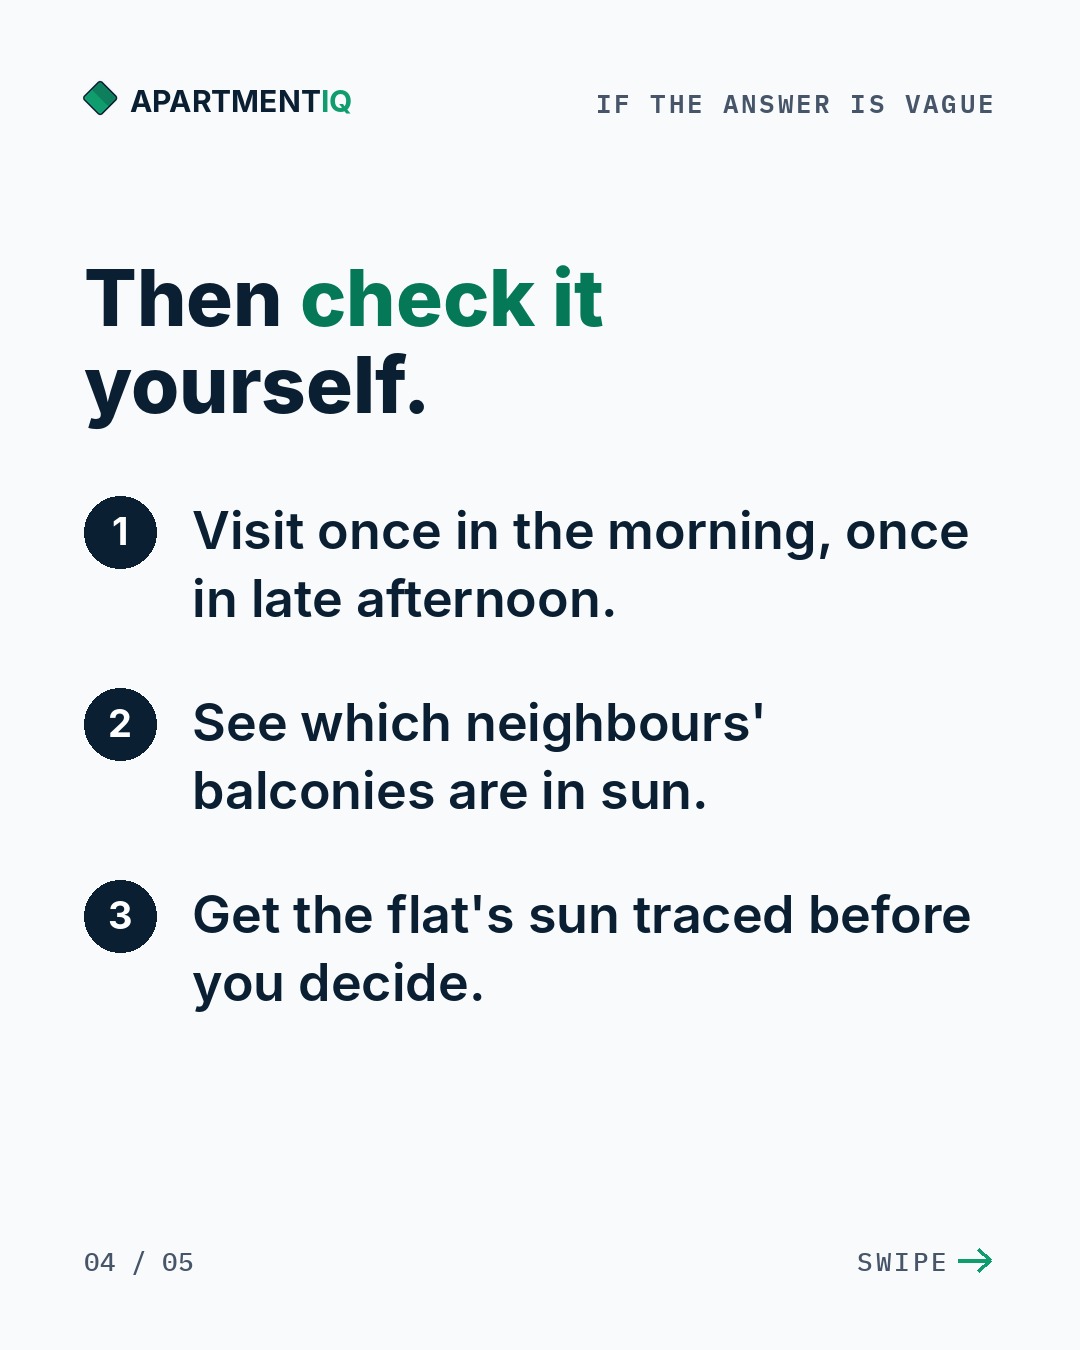 APARTMENTIQ
IF THE ANSWER IS VAGUE
Then check it
yourself.
1 Visit once in the morning, once
in late afternoon.
2 See which neighbours'
balconies are in sun.
3 Get the flat's sun traced before
you decide.
04 / 05
SWIPE →